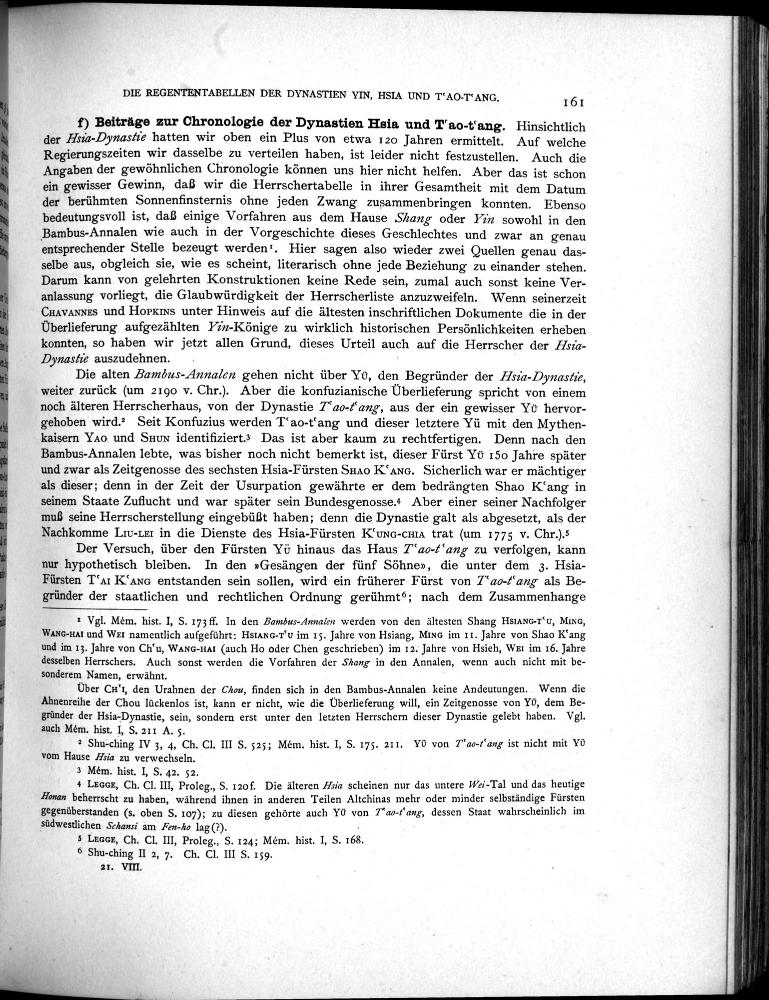 DIE REGENTENTABELLEN DER DYNASTIEN YIN, HSIA UND T'AO-T'ANG.
161
f) Beiträge zur Chronologie der Dynastien Hsia und T'ao-t'ang. Hinsichtlich
der Hsia-Dynastie hatten wir oben ein Plus von etwa 120 Jahren ermittelt. Auf welche
Regierungszeiten wir dasselbe zu verteilen haben, ist leider nicht festzustellen. Auch die
Angaben der gewöhnlichen Chronologie können uns hier nicht helfen. Aber das ist schon
ein gewisser Gewinn, daß wir die Herrschertabelle in ihrer Gesamtheit mit dem Datum
der berühmten Sonnenfinsternis ohne jeden Zwang zusammenbringen konnten. Ebenso
bedeutungsvoll ist, daß einige Vorfahren aus dem Hause Shang oder Yin sowohl in den
Bambus-Annalen wie auch in der Vorgeschichte dieses Geschlechtes und zwar an genau
entsprechender Stelle bezeugt werden¹. Hier sagen also wieder zwei Quellen genau das-
selbe aus, obgleich sie, wie es scheint, literarisch ohne jede Beziehung zu einander stehen.
Darum kann von gelehrten Konstruktionen keine Rede sein, zumal auch sonst keine Ver-
anlassung vorliegt, die Glaubwürdigkeit der Herrscherliste anzuzweifeln. Wenn seinerzeit
CHAVANNES und HOPKINS unter Hinweis auf die ältesten inschriftlichen Dokumente die in der
Überlieferung aufgezählten Yin-Könige zu wirklich historischen Persönlichkeiten erheben
konnten, so haben wir jetzt allen Grund, dieses Urteil auch auf die Herrscher der Hsia-
Dynastie auszudehnen.
Die alten Bambus-Annalen gehen nicht über YÜ, den Begründer der Hsia-Dynastie,
weiter zurück (um 2190 v. Chr.). Aber die konfuzianische Überlieferung spricht von einem
noch älteren Herrscherhaus, von der Dynastie T'ao-t'ang, aus der ein gewisser YÜ hervor-
gehoben wird.² Seit Konfuzius werden T'ao-t'ang und dieser letztere Yü mit den Mythen-
kaisern YAO und SHUN identifiziert.³ Das ist aber kaum zu rechtfertigen. Denn nach den
Bambus-Annalen lebte, was bisher noch nicht bemerkt ist, dieser Fürst YÜ 150 Jahre später
und zwar als Zeitgenosse des sechsten Hsia-Fürsten SHAO K'ANG. Sicherlich war er mächtiger
als dieser; denn in der Zeit der Usurpation gewährte er dem bedrängten Shao K'ang in
seinem Staate Zuflucht und war später sein Bundesgenosse.⁴ Aber einer seiner Nachfolger
muß seine Herrscherstellung eingebüßt haben; denn die Dynastie galt als abgesetzt, als der
Nachkomme LIU-LEI in die Dienste des Hsia-Fürsten K'UNG-CHIA trat (um 1775 v. Chr.).⁵
Der Versuch, über den Fürsten YÜ hinaus das Haus T'ao-t'ang zu verfolgen, kann
nur hypothetisch bleiben. In den »Gesängen der fünf Söhne», die unter dem 3. Hsia-
Fürsten T'AI K'ANG entstanden sein sollen, wird ein früherer Fürst von T'ao-t'ang als Be-
gründer der staatlichen und rechtlichen Ordnung gerühmt⁶; nach dem Zusammenhange
¹ Vgl. Mém. hist. I, S. 173 ff. In den Bambus-Annalen werden von den ältesten Shang HSIANG-T'U, MING,
WANG-HAI und WEI namentlich aufgeführt: HSIANG-T'U im 15. Jahre von Hsiang, MING im 11. Jahre von Shao K'ang
und im 13. Jahre von Ch'u, WANG-HAI (auch Ho oder Chen geschrieben) im 12. Jahre von Hsieh, WEI im 16. Jahre
desselben Herrschers. Auch sonst werden die Vorfahren der Shang in den Annalen, wenn auch nicht mit be-
sonderem Namen, erwähnt.
Über CH'I, den Urahnen der Chou, finden sich in den Bambus-Annalen keine Andeutungen. Wenn die
Ahnenreihe der Chou lückenlos ist, kann er nicht, wie die Überlieferung will, ein Zeitgenosse von YÜ, dem Be-
gründer der Hsia-Dynastie, sein, sondern erst unter den letzten Herrschern dieser Dynastie gelebt haben. Vgl.
auch Mém. hist. I, S. 211 A. 5.
² Shu-ching IV 3, 4, Ch. Cl. III S. 525; Mém. hist. I, S. 175. 211. YÜ von T'ao-t'ang ist nicht mit YÜ
vom Hause Hsia zu verwechseln.
³ Mém. hist. I, S. 42. 52.
⁴ LEGGE, Ch. Cl. III, Proleg., S. 120f. Die älteren Hsia scheinen nur das untere Wei-Tal und das heutige
Honan beherrscht zu haben, während ihnen in anderen Teilen Altchinas mehr oder minder selbständige Fürsten
gegenüberstanden (s. oben S. 107); zu diesen gehörte auch YÜ von T'ao-t'ang, dessen Staat wahrscheinlich im
südwestlichen Schansi am Fen-ho lag(?).
⁵ LEGGE, Ch. Cl. III, Proleg., S. 124; Mém. hist. I, S. 168.
⁶ Shu-ching II 2, 7. Ch. Cl. III S. 159.
21. VIII.